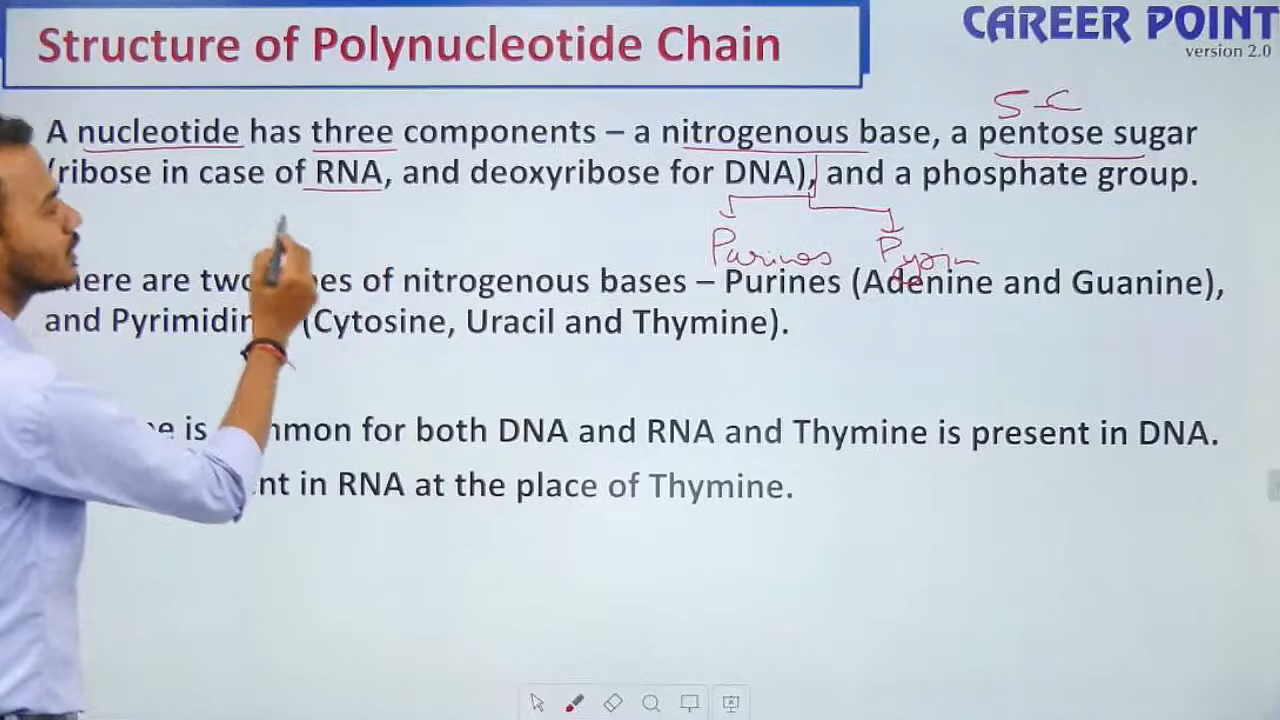 Structure of Polynucleotide Chain
CAREER POINT
version 2.0
5-C
A nucleotide has three components – a nitrogenous base, a pentose sugar
(ribose in case of RNA, and deoxyribose for DNA), and a phosphate group.
Purines
here are two es of nitrogenous bases – Purines (Adenine and Guanine),
and Pyrimidin (Cytosine, Uracil and Thymine).
e is mmon for both DNA and RNA and Thymine is present in DNA.
nt in RNA at the place of Thymine.